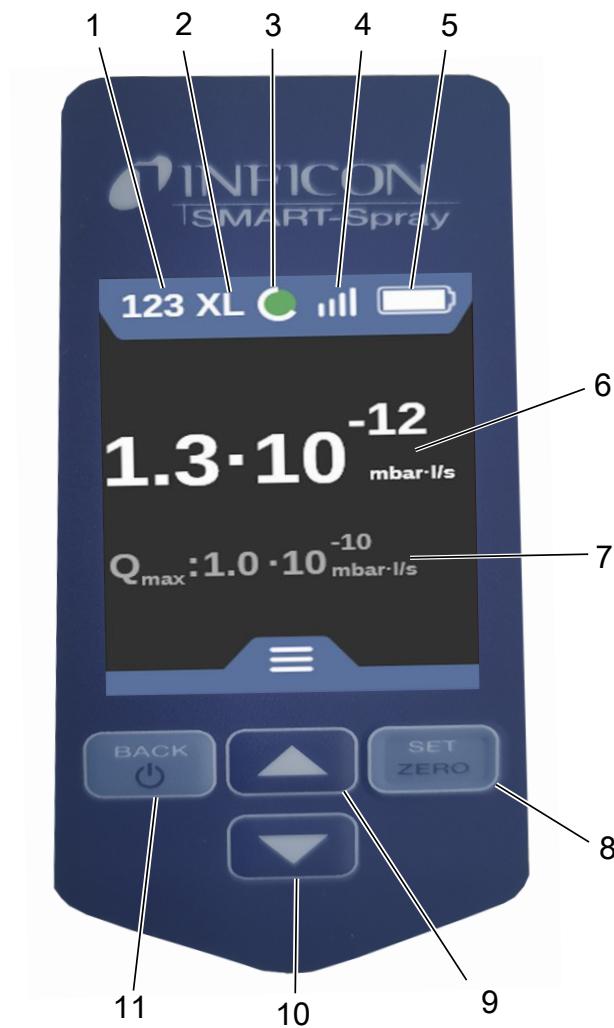 1 2 3 4 5
INFICON
SMART-Spray
123 XL
1.3·10-12 mbar·l/s
6
Qmax:1.0 ·10-10 mbar·l/s
7
BACK
SET
ZERO
8
9
10
11